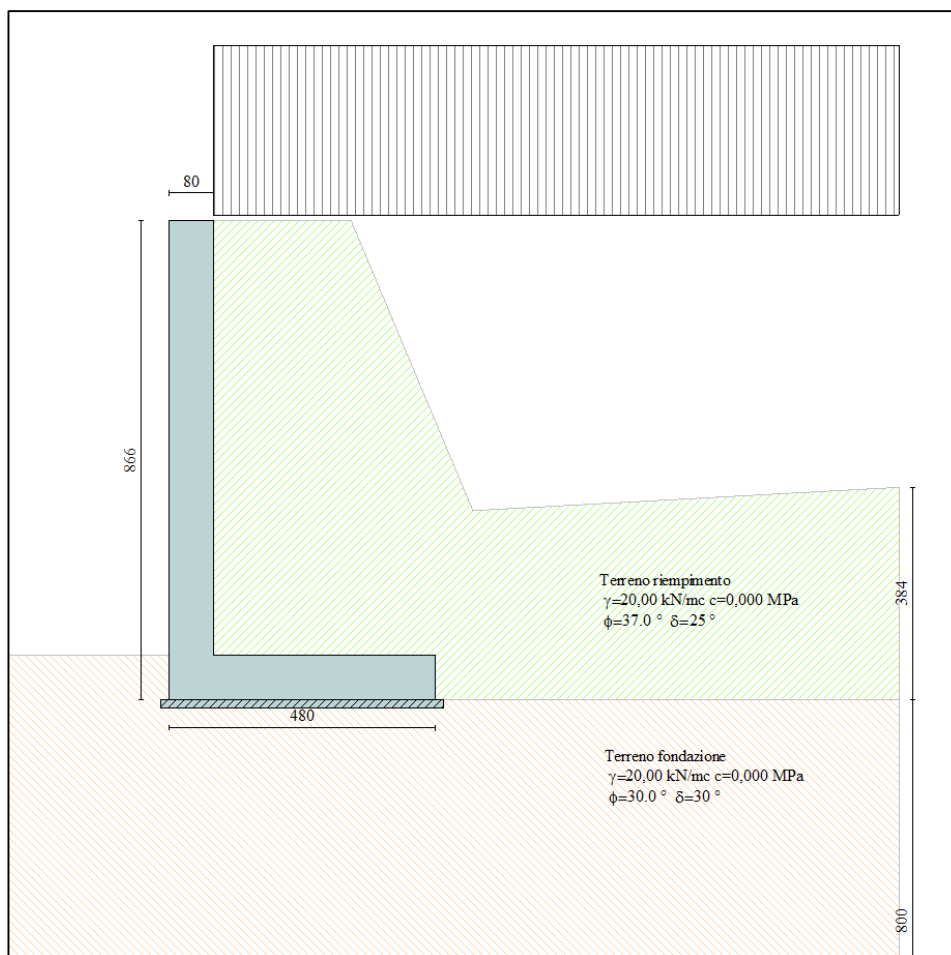 80
866
Terreno riempimento
γ=20,00 kN/mc c=0,000 MPa
ϕ=37.0 ° δ=25 °
384
480
Terreno fondazione
γ=20,00 kN/mc c=0,000 MPa
ϕ=30.0 ° δ=30 °
800